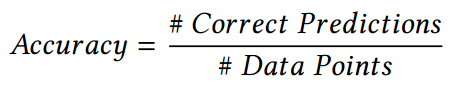 Accuracy = # Correct Predictions / # Data Points